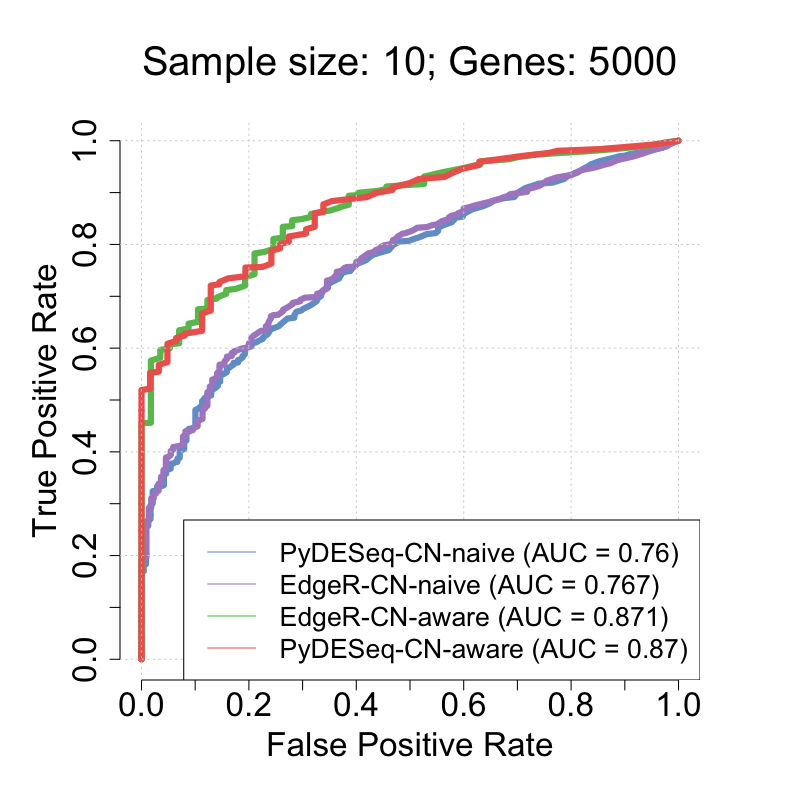 Sample size: 10; Genes: 5000
True Positive Rate
1.0
0.8
0.6
0.4
0.2
0.0
PyDESeq-CN-naive (AUC = 0.76)
EdgeR-CN-naive (AUC = 0.767)
EdgeR-CN-aware (AUC = 0.871)
PyDESeq-CN-aware (AUC = 0.87)
0.0 0.2 0.4 0.6 0.8 1.0
False Positive Rate